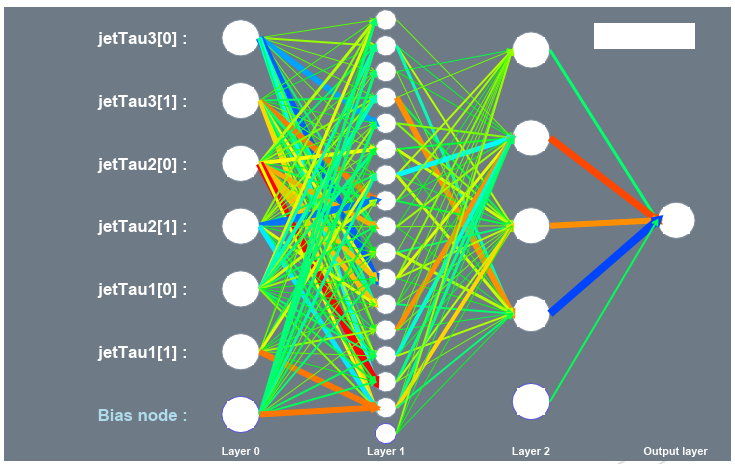 jetTau3[0] :
jetTau3[1] :
jetTau2[0] :
jetTau2[1] :
jetTau1[0] :
jetTau1[1] :
Bias node :
Layer 0
Layer 1
Layer 2
Output layer